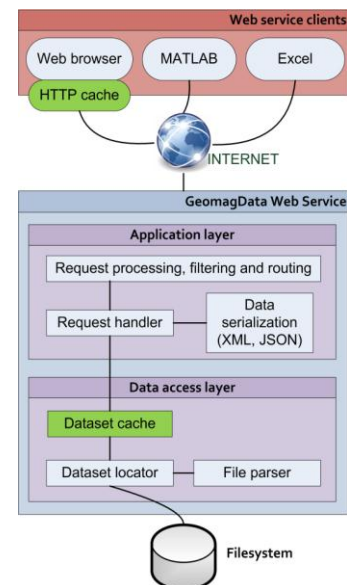 Web service clients
Web browser
MATLAB
Excel
HTTP cache
INTERNET
GeomagData Web Service
Application layer
Request processing, filtering and routing
Request handler
Data
serialization
(XML, JSON)
Data access layer
Dataset cache
Dataset locator
File parser
Filesystem